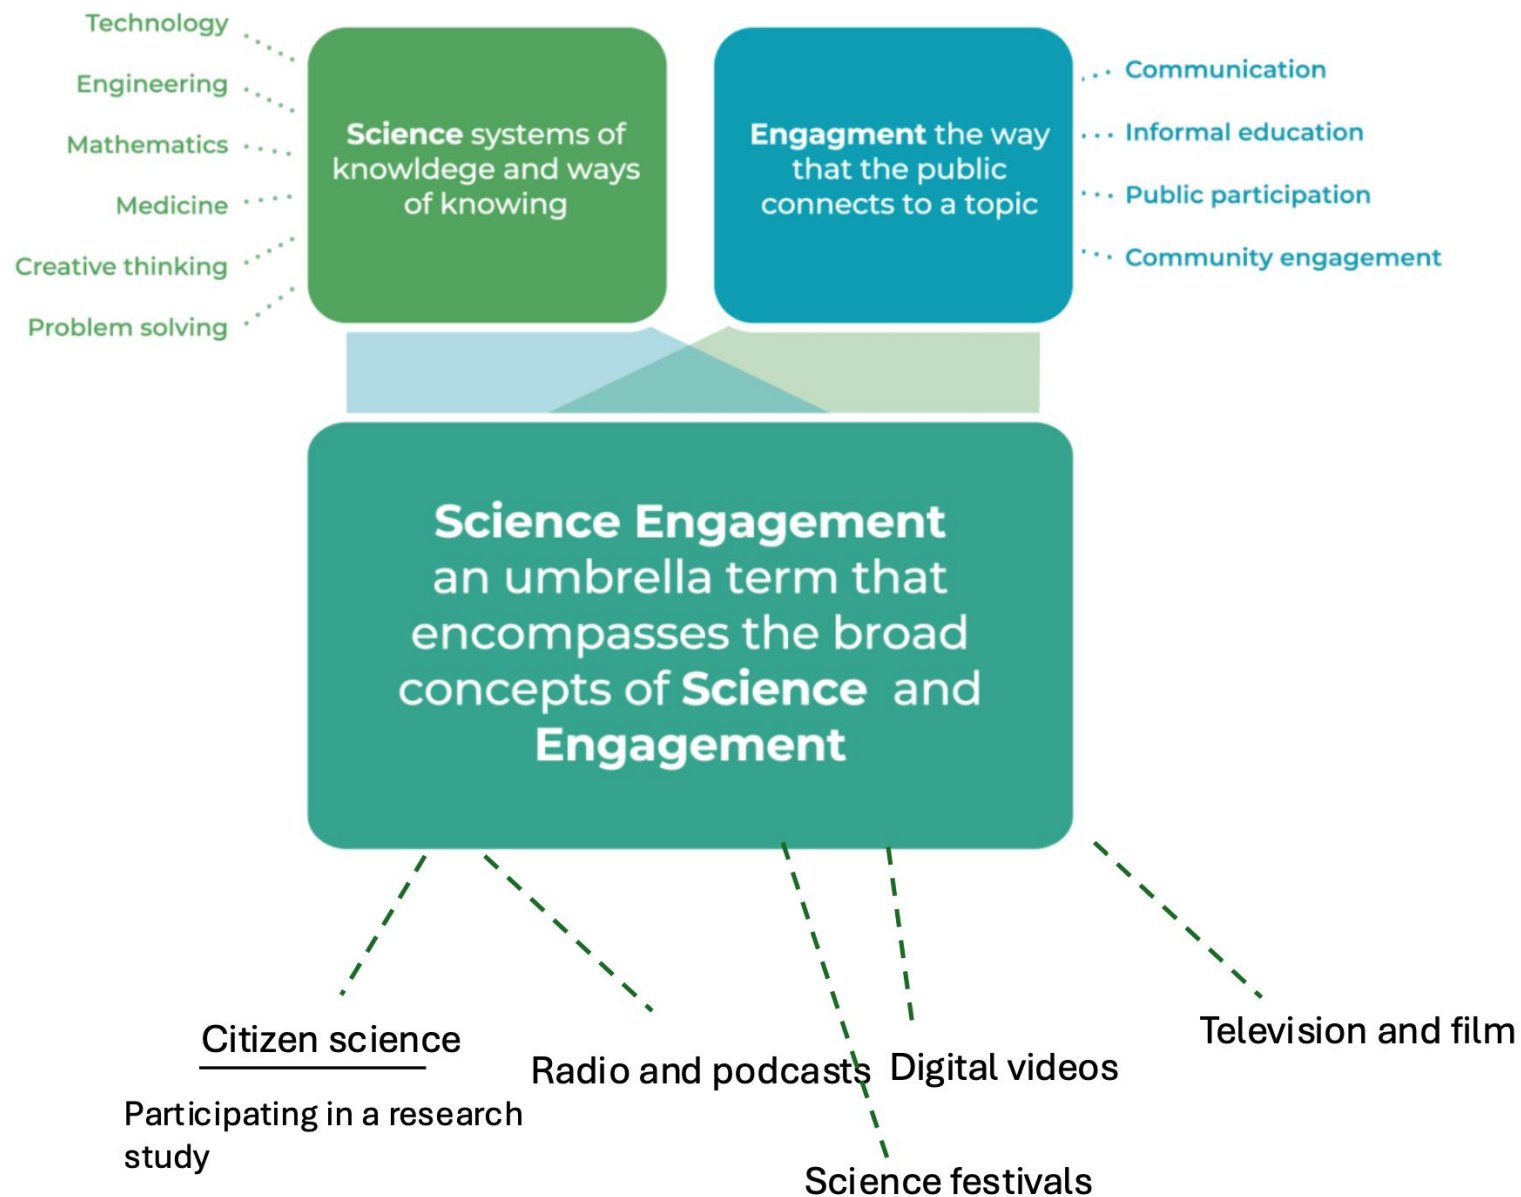 Technology
Engineering
Mathematics
Medicine
Creative thinking
Problem solving
Science systems of
knowldege and ways
of knowing
Engagment the way
that the public
connects to a topic
Communication
Informal education
Public participation
Community engagement
Science Engagement
an umbrella term that
encompasses the broad
concepts of Science and
Engagement
Citizen science
Participating in a research
study
Radio and podcasts
Digital videos
Science festivals
Television and film